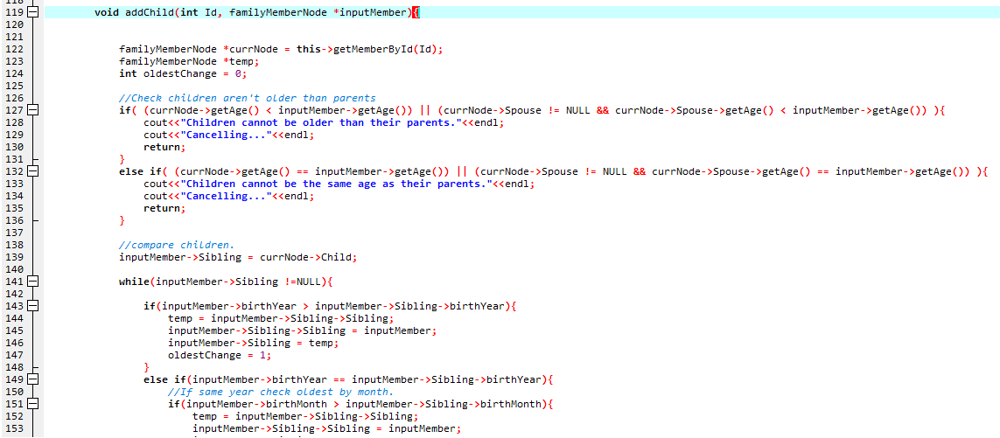 119 void addChild(int Id, familyMemberNode *inputMember){
120
121
122 familyMemberNode *currNode = this->getMemberById(Id);
123 familyMemberNode *temp;
124 int oldestChange = 0;
125
126 //Check children aren't older than parents
127 if( (currNode->getAge() < inputMember->getAge()) || (currNode->Spouse != NULL && currNode->Spouse->getAge() < inputMember->getAge()) ){
128 cout<<"Children cannot be older than their parents."<<endl;
129 cout<<"Cancelling..."<<endl;
130 return;
131 }
132 else if( (currNode->getAge() == inputMember->getAge()) || (currNode->Spouse != NULL && currNode->Spouse->getAge() == inputMember->getAge()) ){
133 cout<<"Children cannot be the same age as their parents."<<endl;
134 cout<<"Cancelling..."<<endl;
135 return;
136 }
137
138 //compare children.
139 inputMember->Sibling = currNode->Child;
140
141 while(inputMember->Sibling !=NULL){
142
143 if(inputMember->birthYear > inputMember->Sibling->birthYear){
144 temp = inputMember->Sibling->Sibling;
145 inputMember->Sibling->Sibling = inputMember;
146 inputMember->Sibling = temp;
147 oldestChange = 1;
148 }
149 else if(inputMember->birthYear == inputMember->Sibling->birthYear){
150 //If same year check oldest by month.
151 if(inputMember->birthMonth > inputMember->Sibling->birthMonth){
152 temp = inputMember->Sibling->Sibling;
153 inputMember->Sibling->Sibling = inputMember;